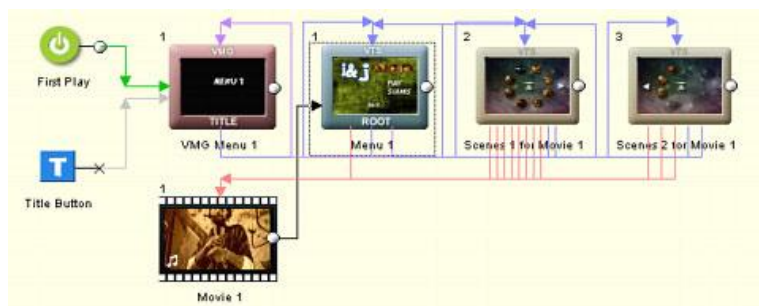 1
VMG
MENU 1
TITLE
VMG Menu 1
1
VTS
i&j
PLAY
SCENES
ROOT
Menu 1
2
VTS
Scenes 1 for Movie 1
3
VTS
Scenes 2 for Movie 1
First Play
T
Title Button
1
Movie 1